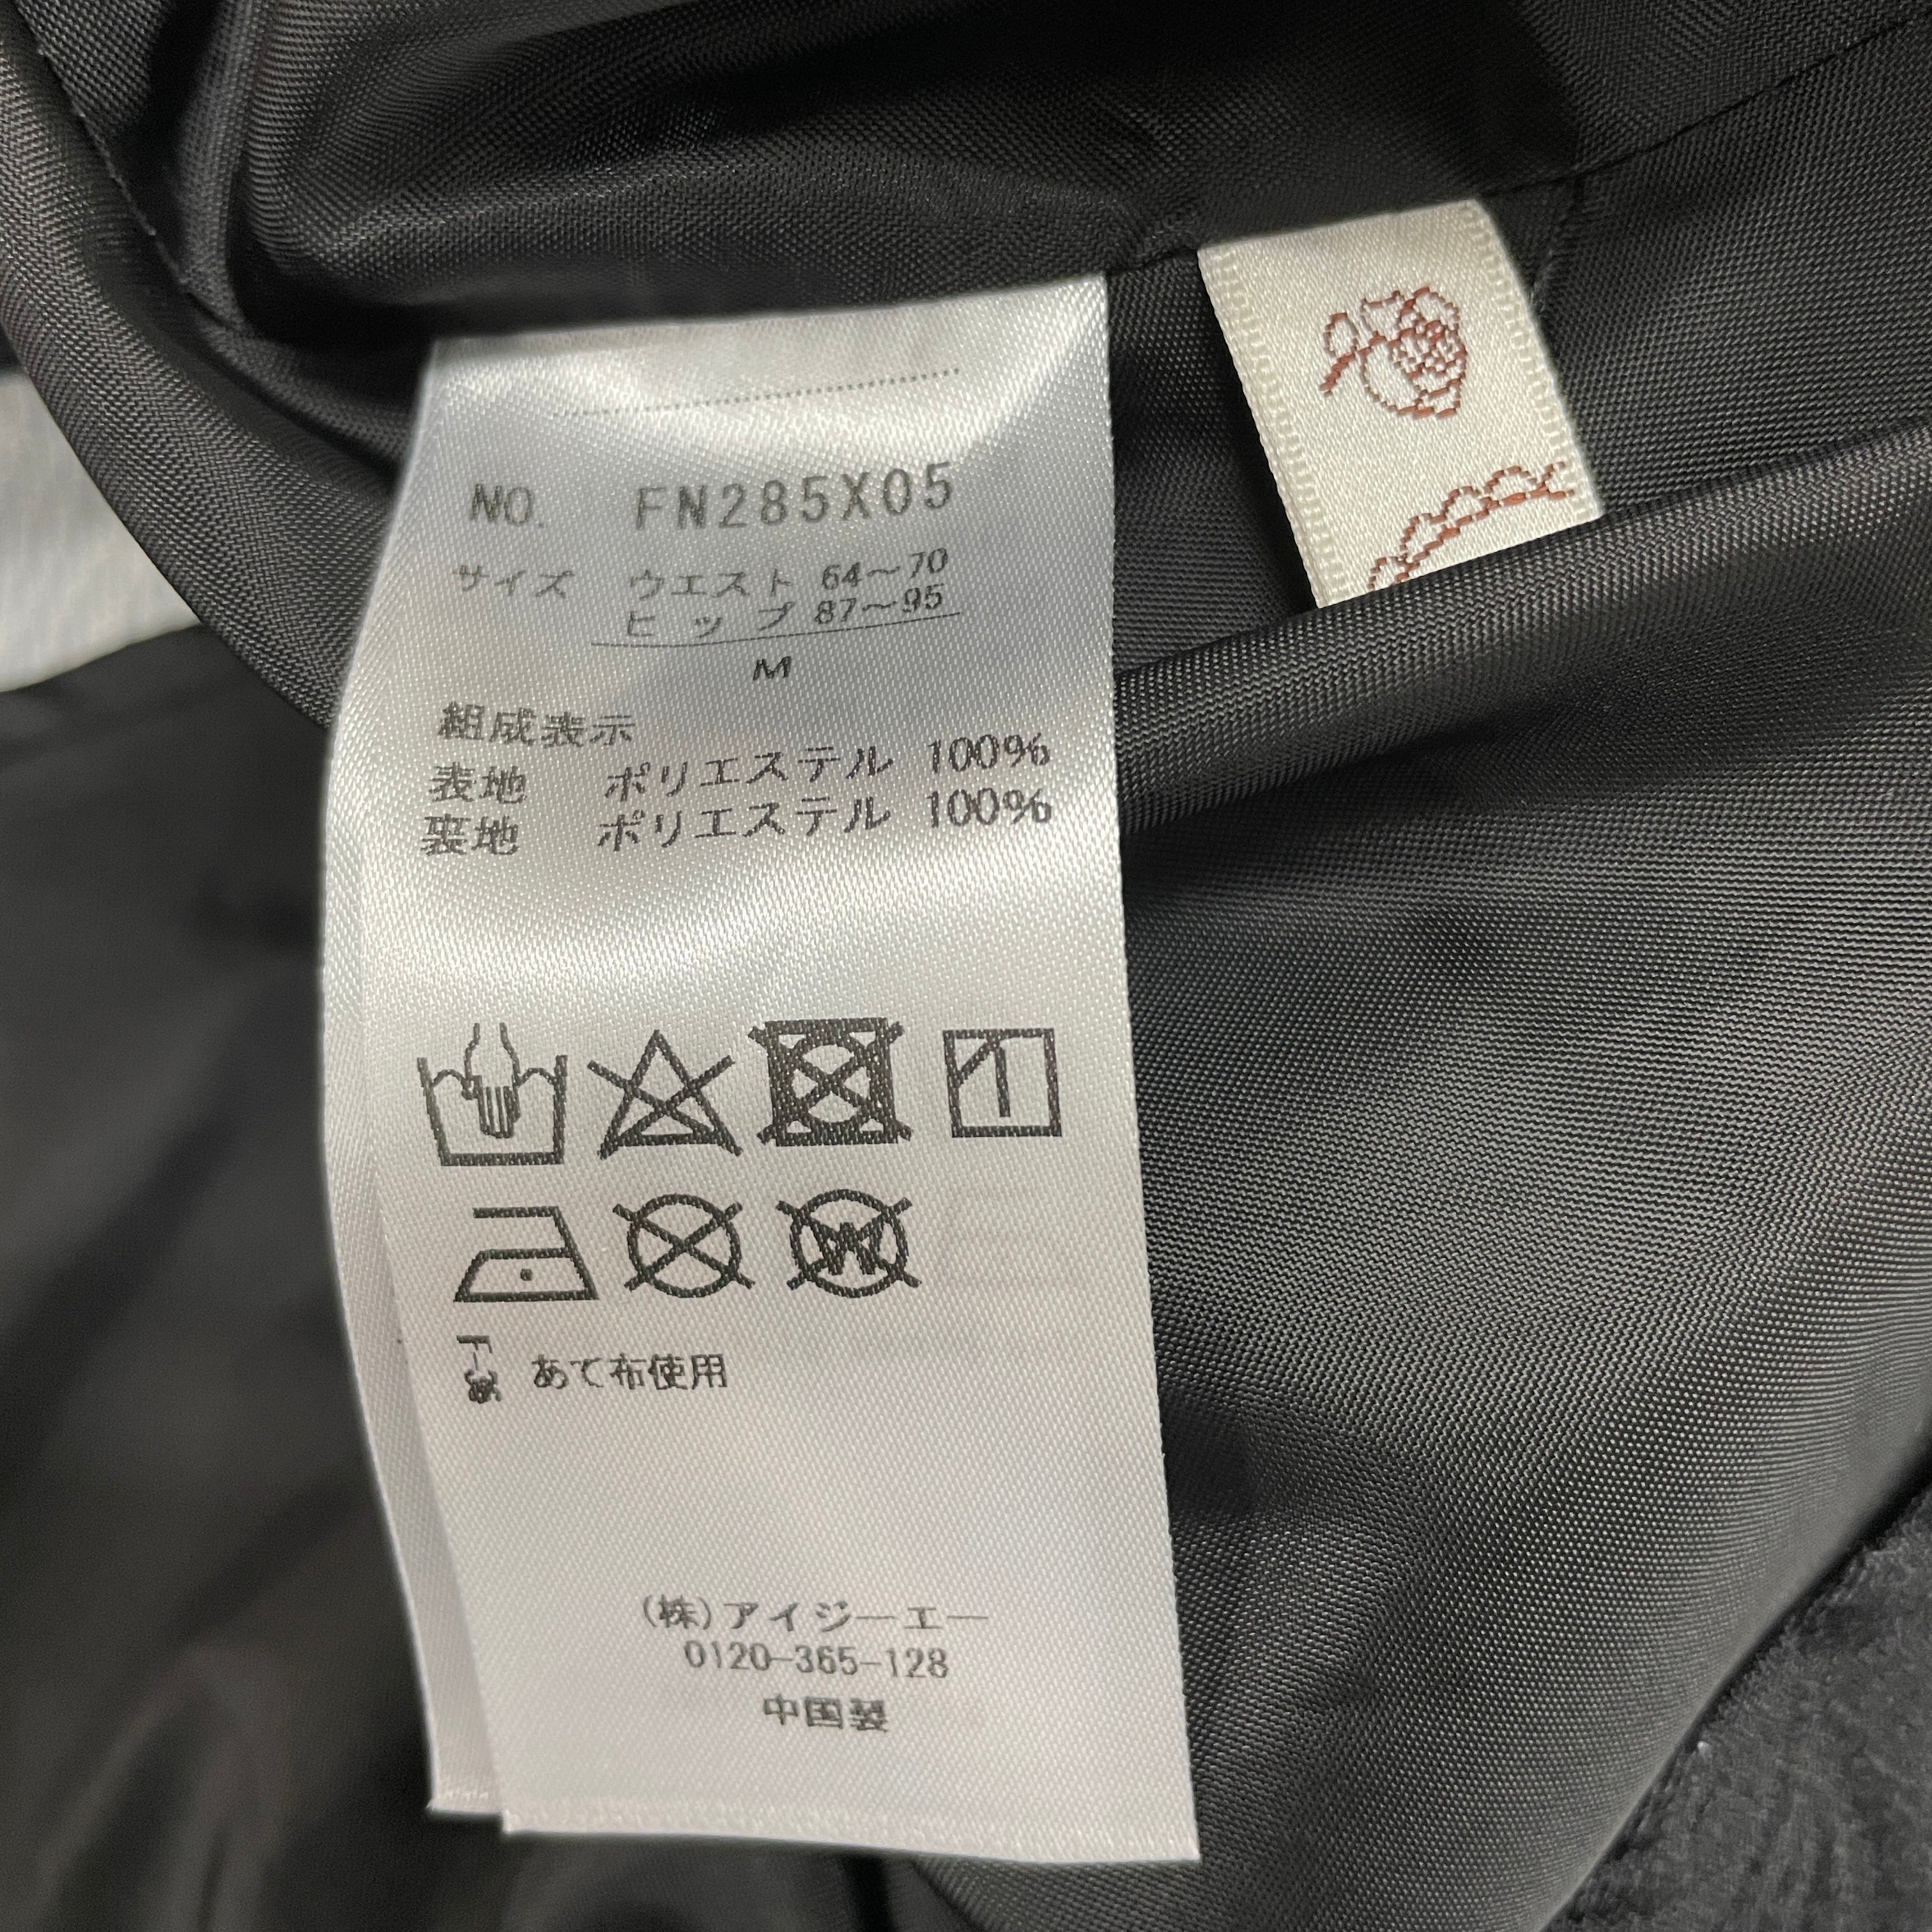 NO. FN285X05
サイズ ウエスト 64～70
ヒップ 87～95
M
組成表示
表地 ポリエステル 100%
裏地 ポリエステル 100%
あて布使用
(株)アイジーエー
0120-365-128
中国製